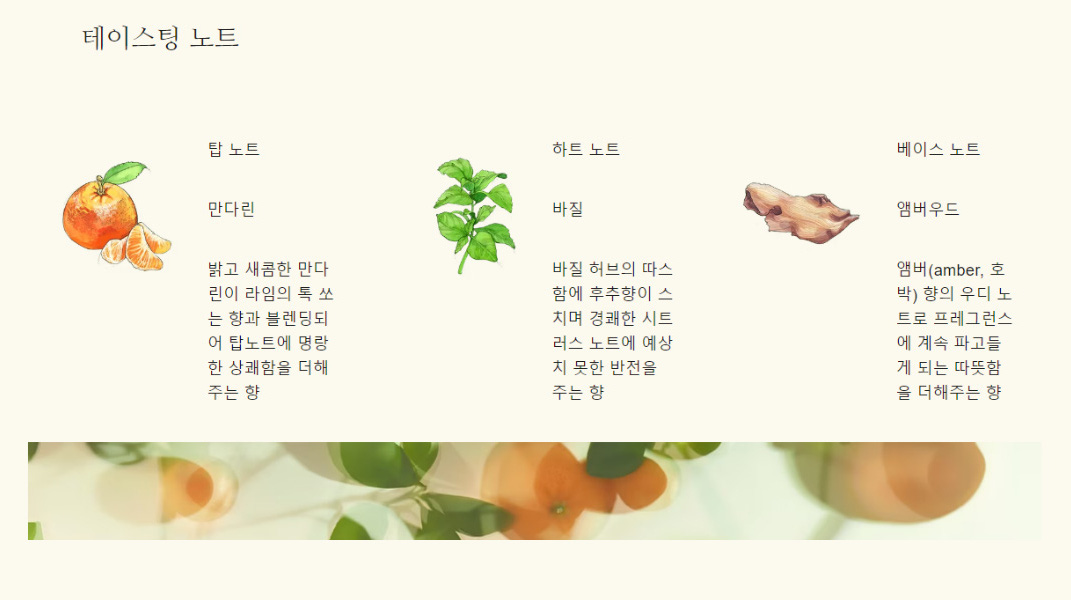 테이스팅 노트
탑 노트
만다린
밝고 새콤한 만다
린이 라임의 톡 쏘
는 향과 블렌딩되
어 탑노트에 명랑
한 상쾌함을 더해
주는 향
하트 노트
바질
바질 허브의 따스
함에 후추향이 스
치며 경쾌한 시트
러스 노트에 예상
치 못한 반전을
주는 향
베이스 노트
앰버우드
앰버(amber, 호
박) 향의 우디 노
트로 프레그런스
에 계속 파고들
게 되는 따뜻함
을 더해주는 향